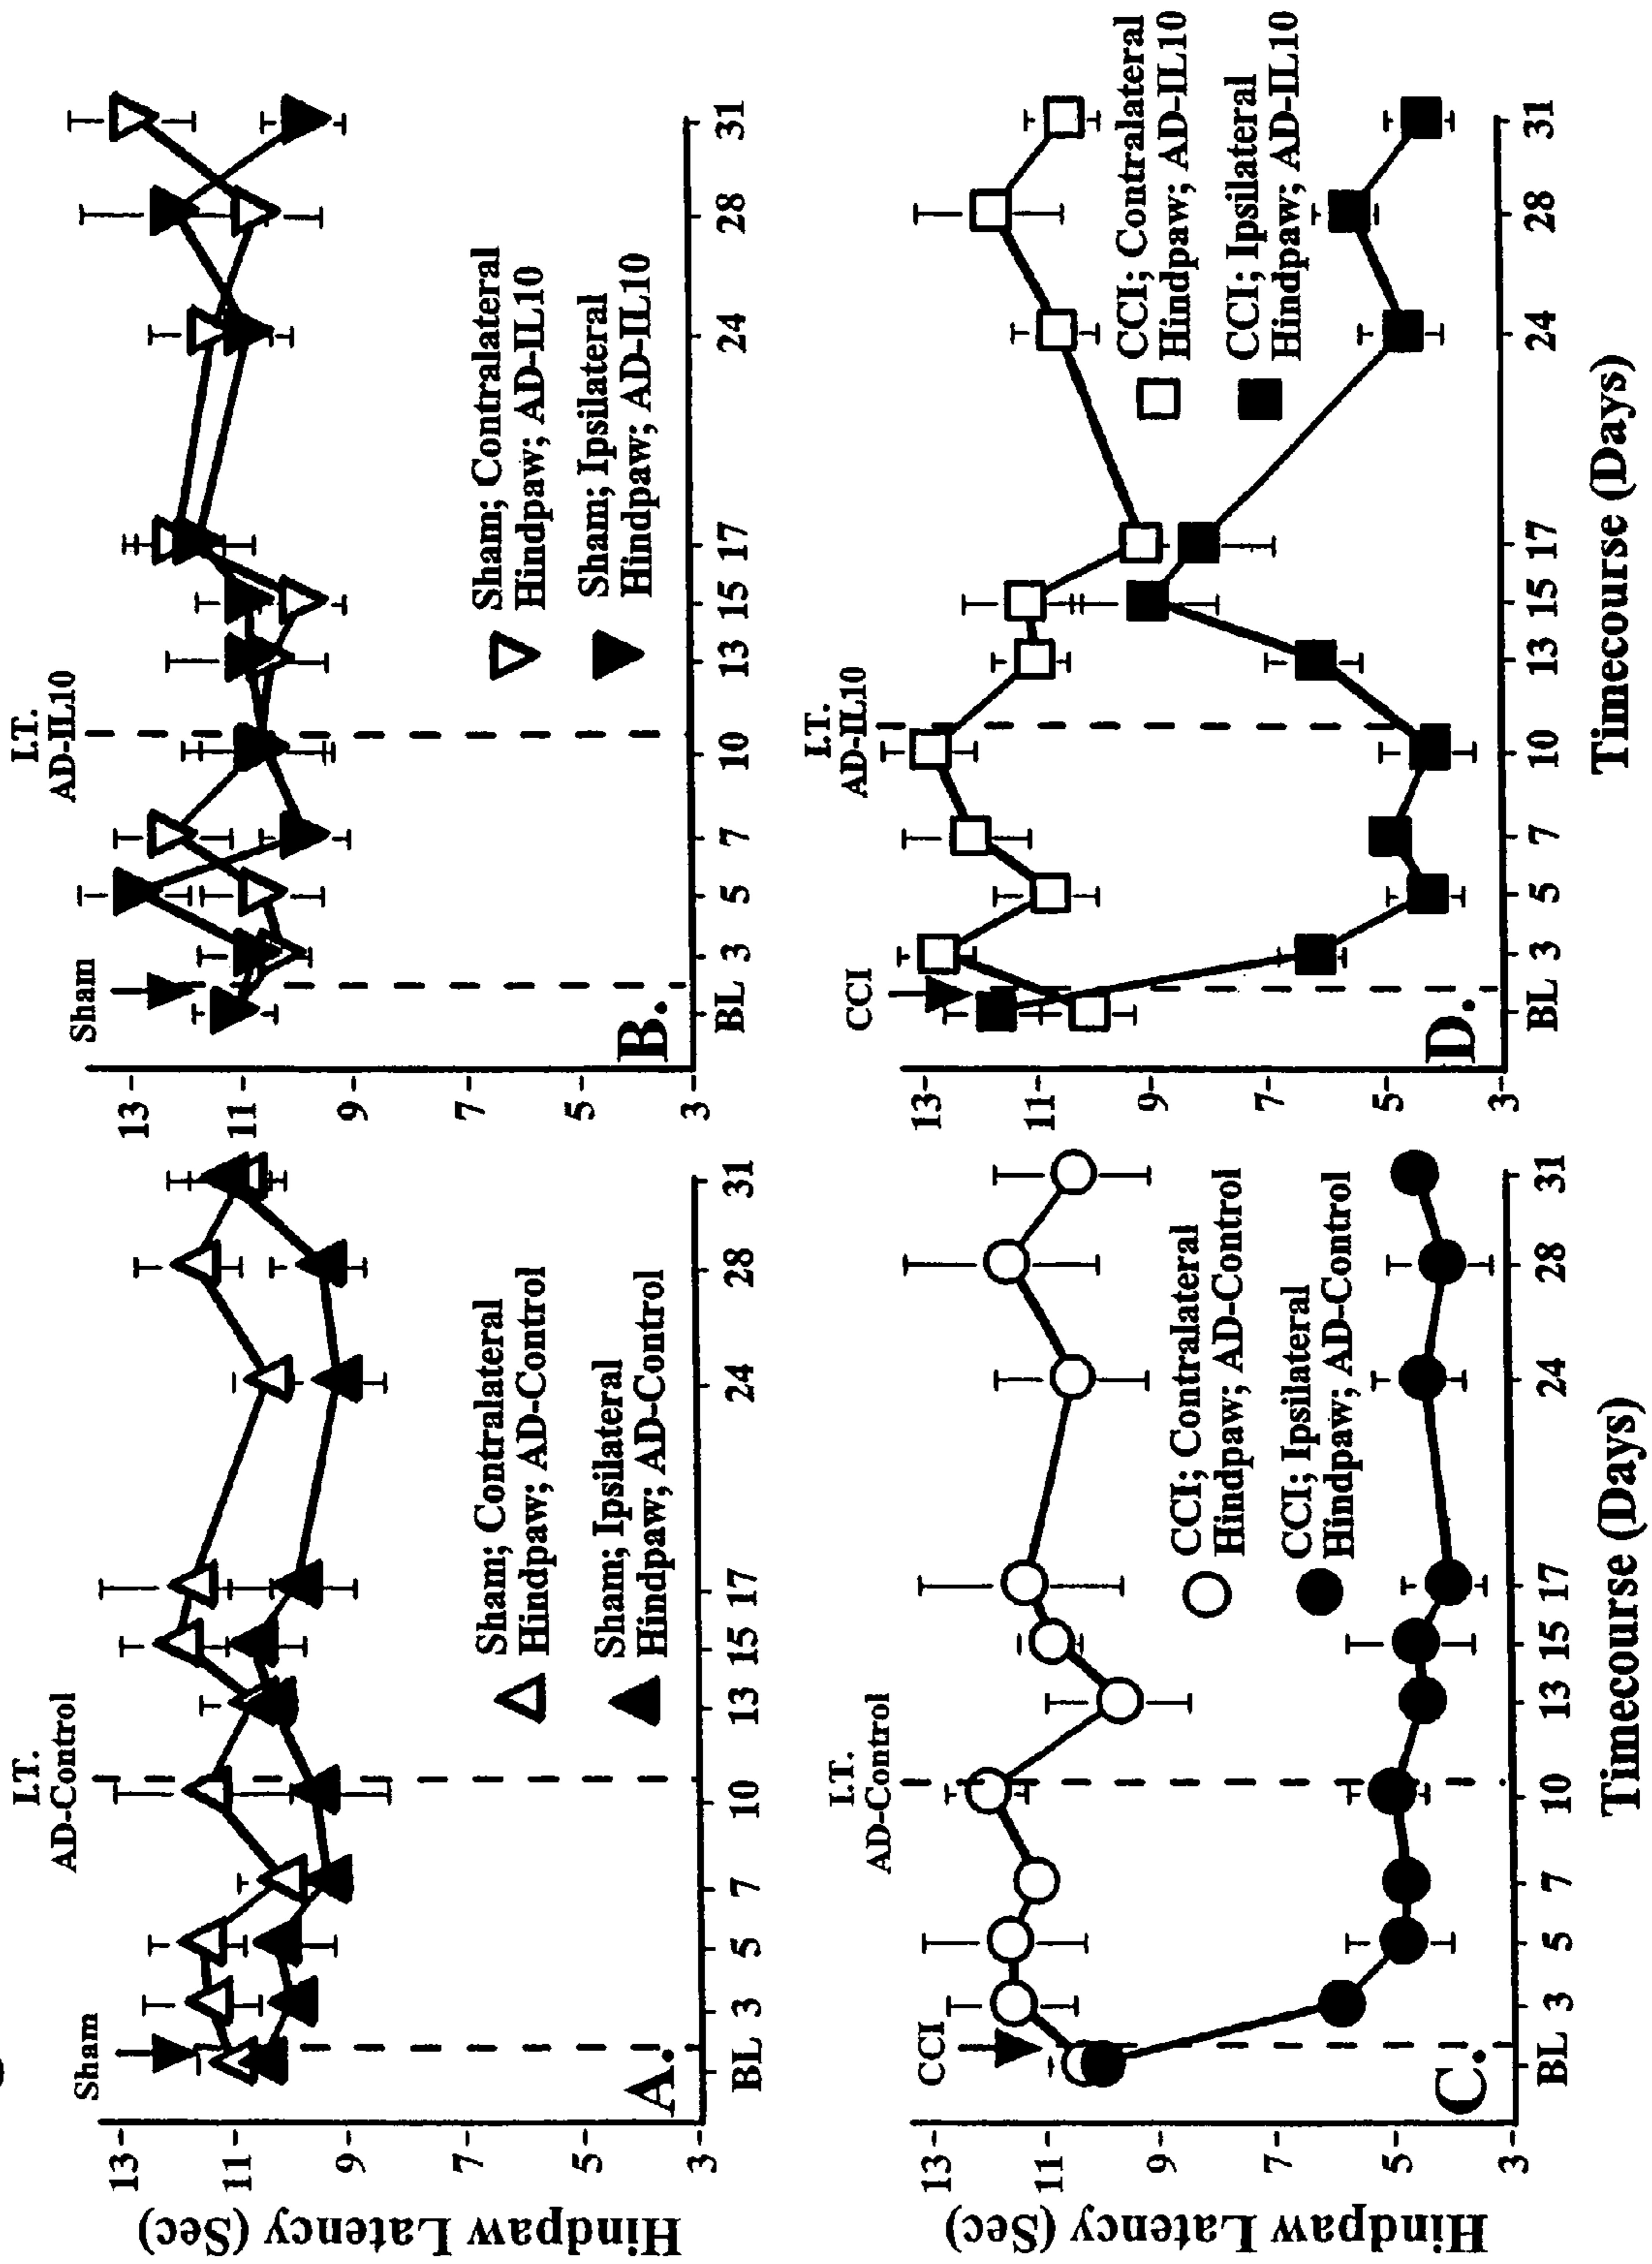 Sham
I.T.
AD-Control
13-
11-
9-
7-
5-
3-
A.
△ Sham; Contralateral
Hindpaw; AD-Control
▲ Sham; Ipsilateral
Hindpaw; AD-Control
BL 3 5 7 10 13 15 17 24 28 31
Hindpaw Latency (Sec)
Sham
I.T.
AD-IL10
13-
11-
9-
7-
5-
3-
B.
▽ Sham; Contralateral
Hindpaw; AD-IL10
▼ Sham; Ipsilateral
Hindpaw; AD-IL10
BL 3 5 7 10 13 15 17 24 28 31
CCI
I.T.
AD-Control
13-
11-
9-
7-
5-
3-
C.
○ CCI; Contralateral
Hindpaw; AD-Control
● CCI; Ipsilateral
Hindpaw; AD-Control
BL 3 5 7 10 13 15 17 24 28 31
Hindpaw Latency (Sec)
Timecourse (Days)
CCI
I.T.
AD-IL10
13-
11-
9-
7-
5-
3-
D.
□ CCI; Contralateral
Hindpaw; AD-IL10
■ CCI; Ipsilateral
Hindpaw; AD-IL10
BL 3 5 7 10 13 15 17 24 28 31
Timecourse (Days)